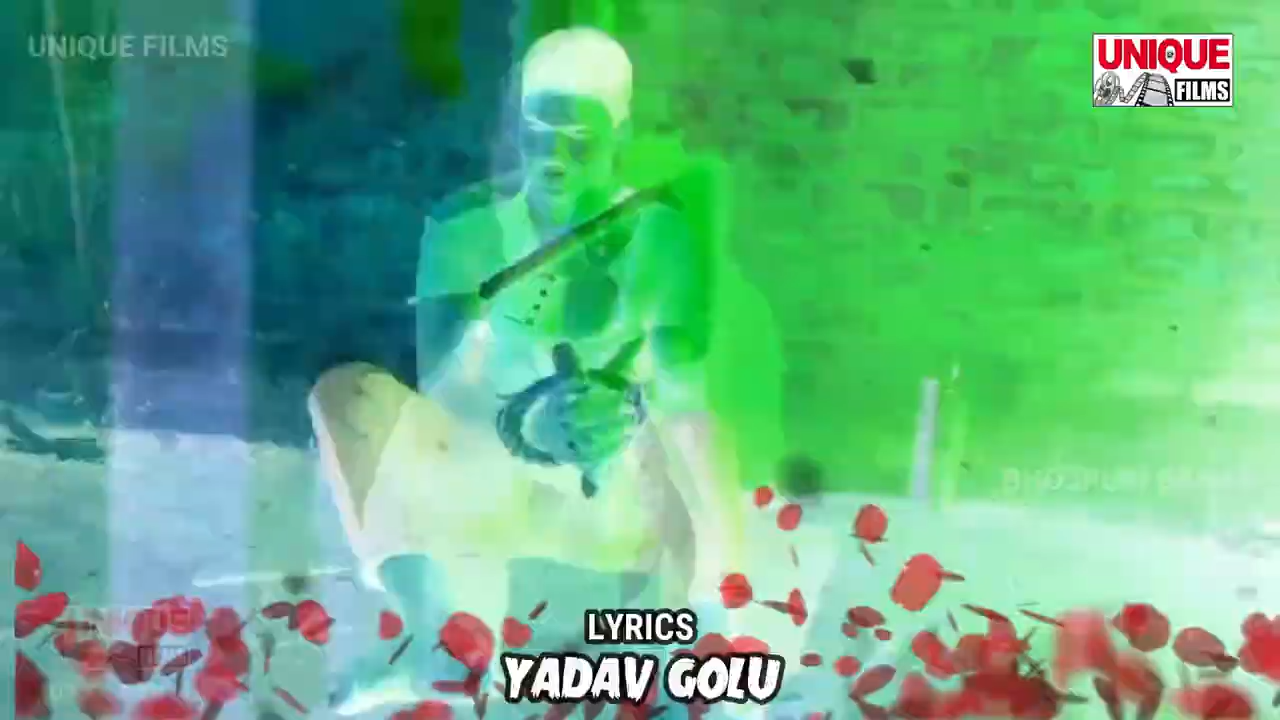 UNIQUE FILMS
UNIQUE
FILMS
LYRICS
YADAV GOLU